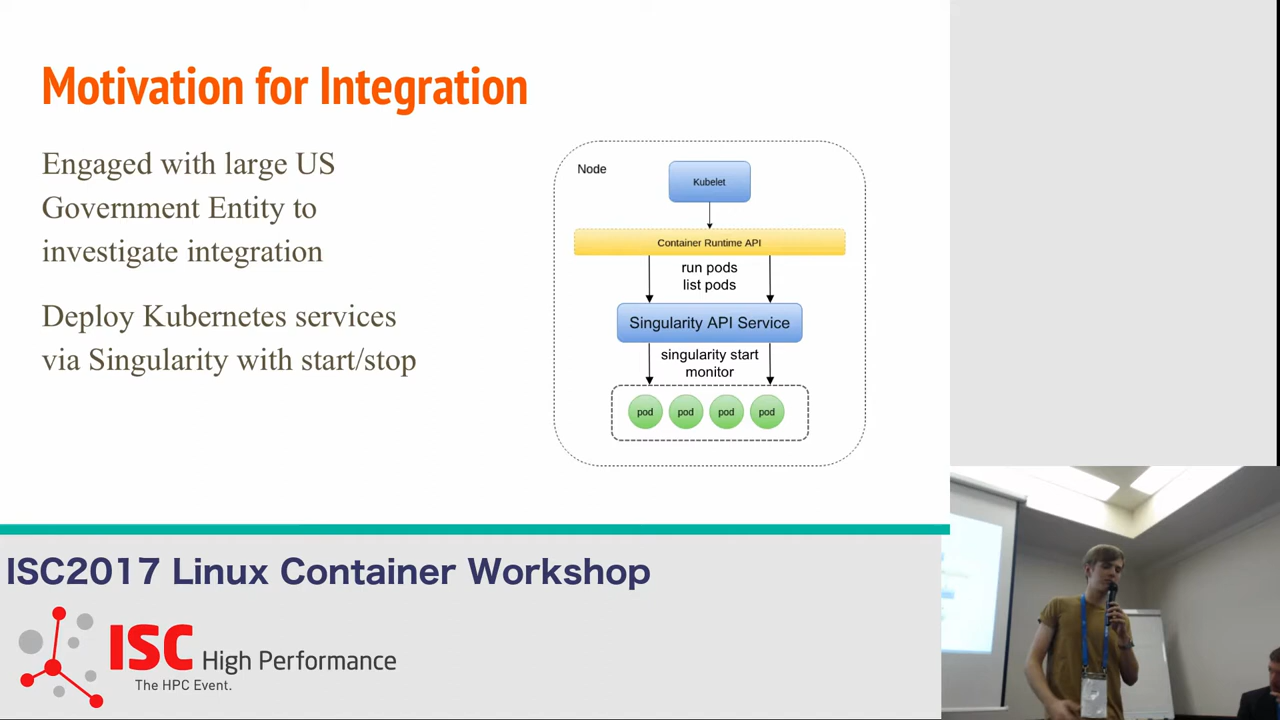 Motivation for Integration
Engaged with large US
Government Entity to
investigate integration
Deploy Kubernetes services
via Singularity with start/stop
Node
Kubelet
Container Runtime API
run pods
list pods
Singularity API Service
singularity start
monitor
pod pod pod pod
ISC2017 Linux Container Workshop
ISC High Performance
The HPC Event.